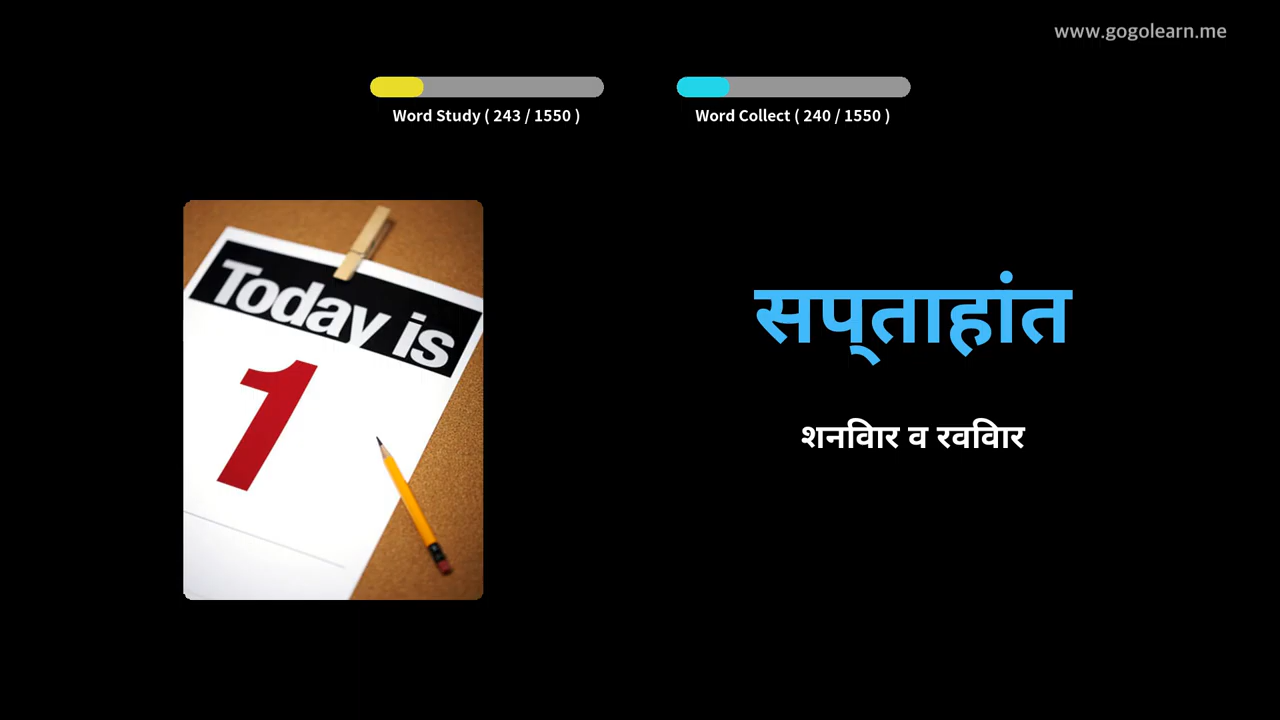 www.gogolearn.me
Word Study ( 243 / 1550 )
Word Collect ( 240 / 1550 )
Today is
1
सप्ताहांत
शनिवार व रविवार